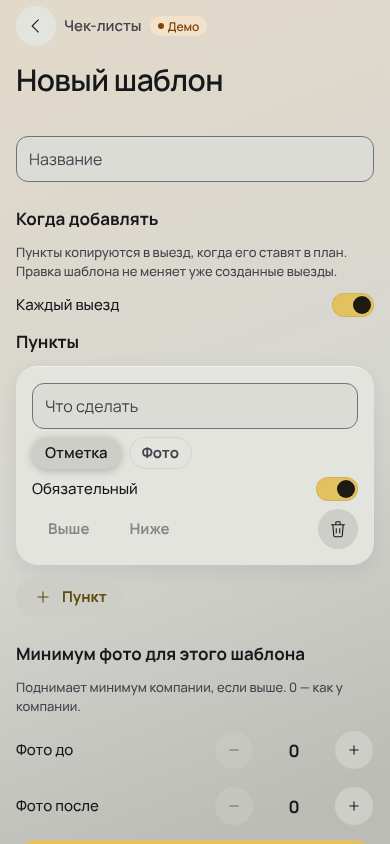 Чек-листы
Демо
Новый шаблон
Название
Когда добавлять
Пункты копируются в выезд, когда его ставят в план.
Правка шаблона не меняет уже созданные выезды.
Каждый выезд
Пункты
Что сделать
Отметка Фото
Обязательный
Выше Ниже
+ Пункт
Минимум фото для этого шаблона
Поднимает минимум компании, если выше. 0 — как у
компании.
Фото до − 0 +
Фото после − 0 +